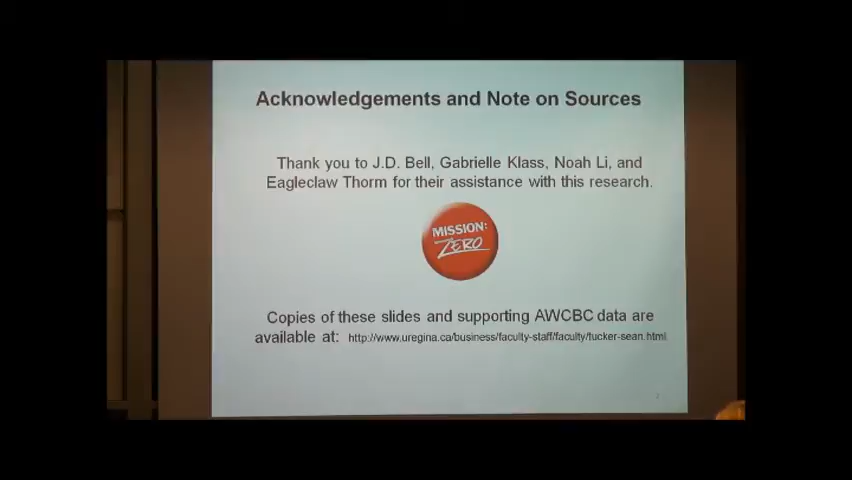 Acknowledgements and Note on Sources
Thank you to J.D. Bell, Gabrielle Klass, Noah Li, and
Eagleclaw Thorm for their assistance with this research.
MISSION:
ZERO
Copies of these slides and supporting AWCBC data are
available at: http://www.uregina.ca/business/faculty-staff/faculty/tucker-sean.html